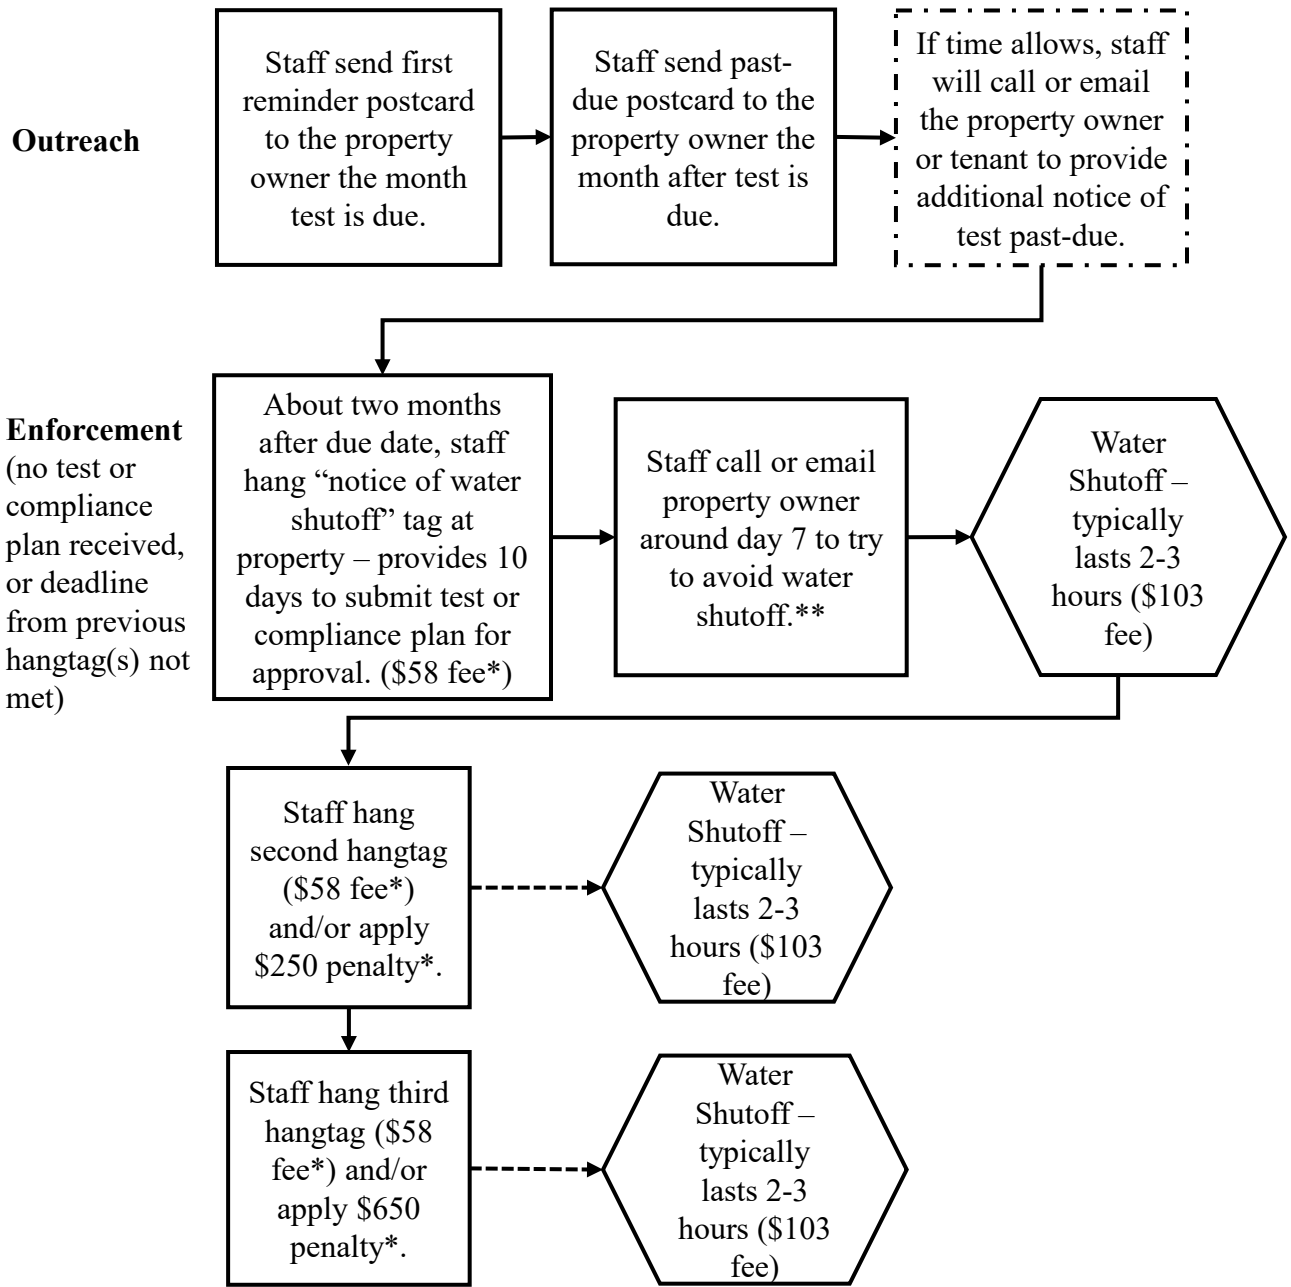 Outreach
Staff send first
reminder postcard
to the property
owner the month
test is due.
Staff send past-
due postcard to the
property owner the
month after test is
due.
If time allows, staff
will call or email
the property owner
or tenant to provide
additional notice of
test past-due.
Enforcement
(no test or
compliance
plan received,
or deadline
from previous
hangtag(s) not
met)
About two months
after due date, staff
hang “notice of water
shutoff” tag at
property – provides 10
days to submit test or
compliance plan for
approval. ($58 fee*)
Staff call or email
property owner
around day 7 to try
to avoid water
shutoff.**
Water
Shutoff –
typically
lasts 2-3
hours ($103
fee)
Staff hang
second hangtag
($58 fee*)
and/or apply
$250 penalty*.
Water
Shutoff –
typically
lasts 2-3
hours ($103
fee)
Staff hang third
hangtag ($58
fee*) and/or
apply $650
penalty*.
Water
Shutoff –
typically
lasts 2-3
hours ($103
fee)